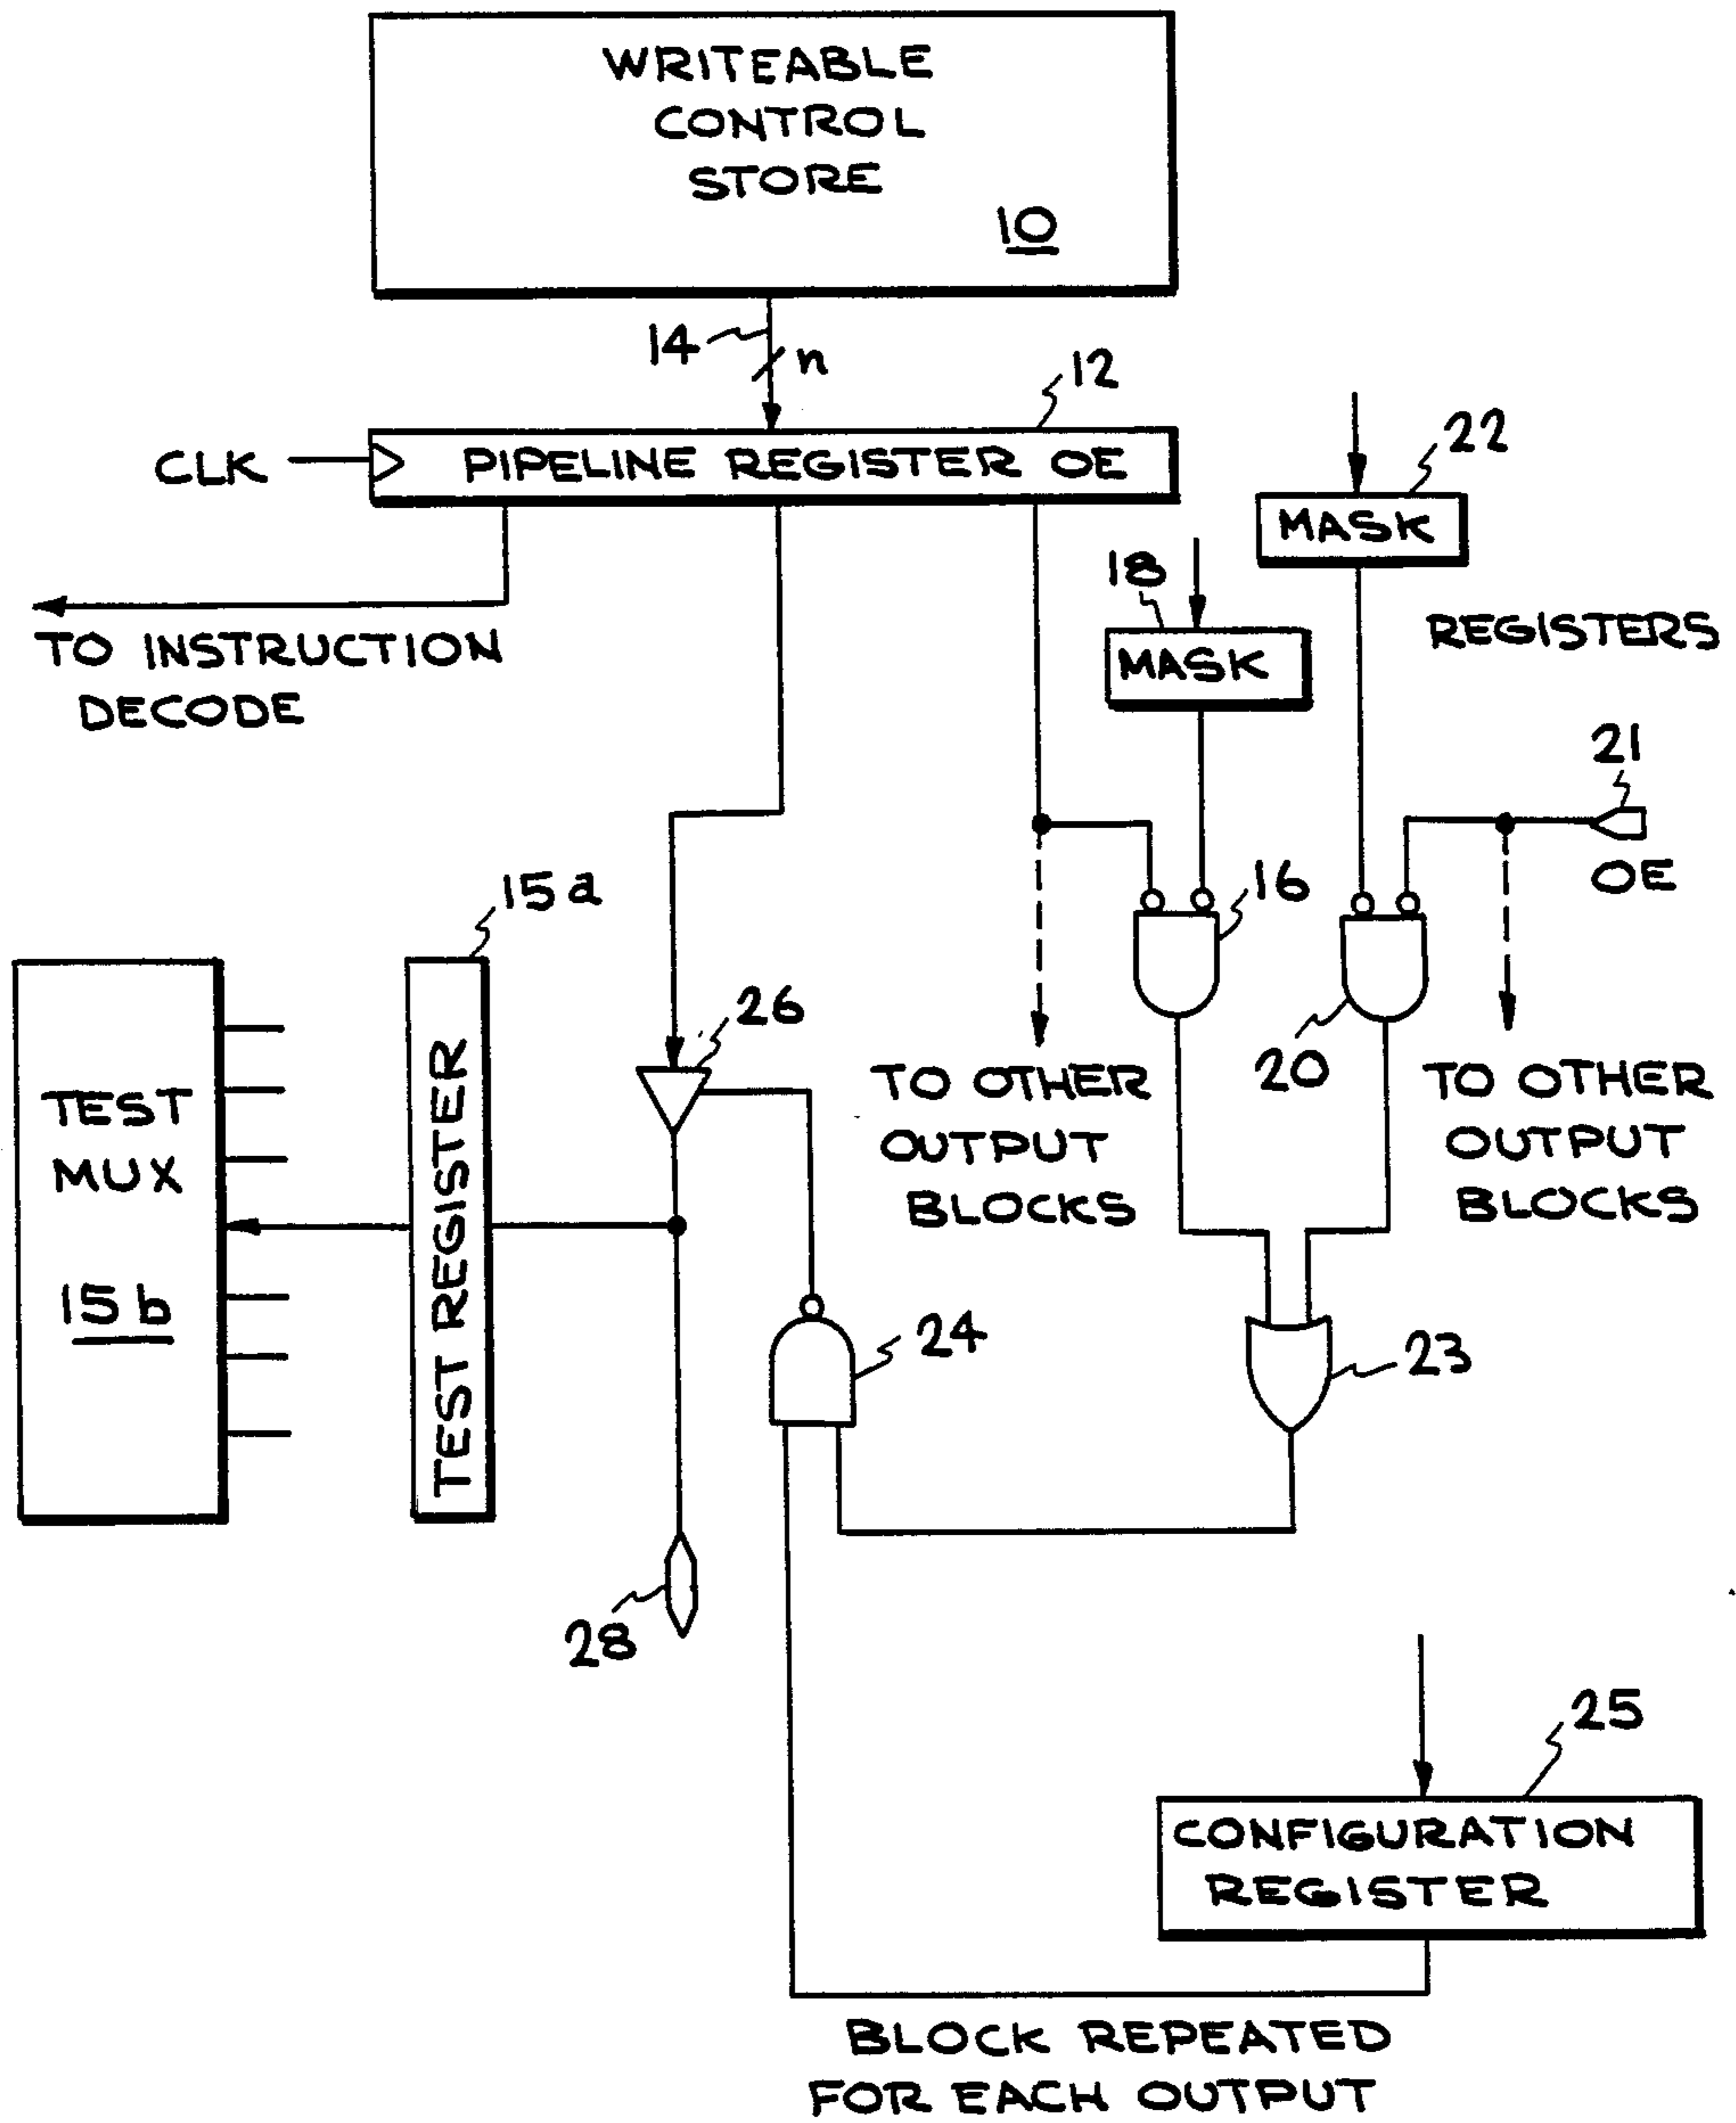 WRITEABLE
CONTROL
STORE
10
14
n
12
CLK
PIPELINE REGISTER OE
22
MASK
18
MASK
REGISTERS
TO INSTRUCTION
DECODE
21
OE
15a
16
26
20
TO OTHER
OUTPUT
BLOCKS
TO OTHER
OUTPUT
BLOCKS
TEST
MUX
15b
TEST REGISTER
24
23
28
25
CONFIGURATION
REGISTER
BLOCK REPEATED
FOR EACH OUTPUT